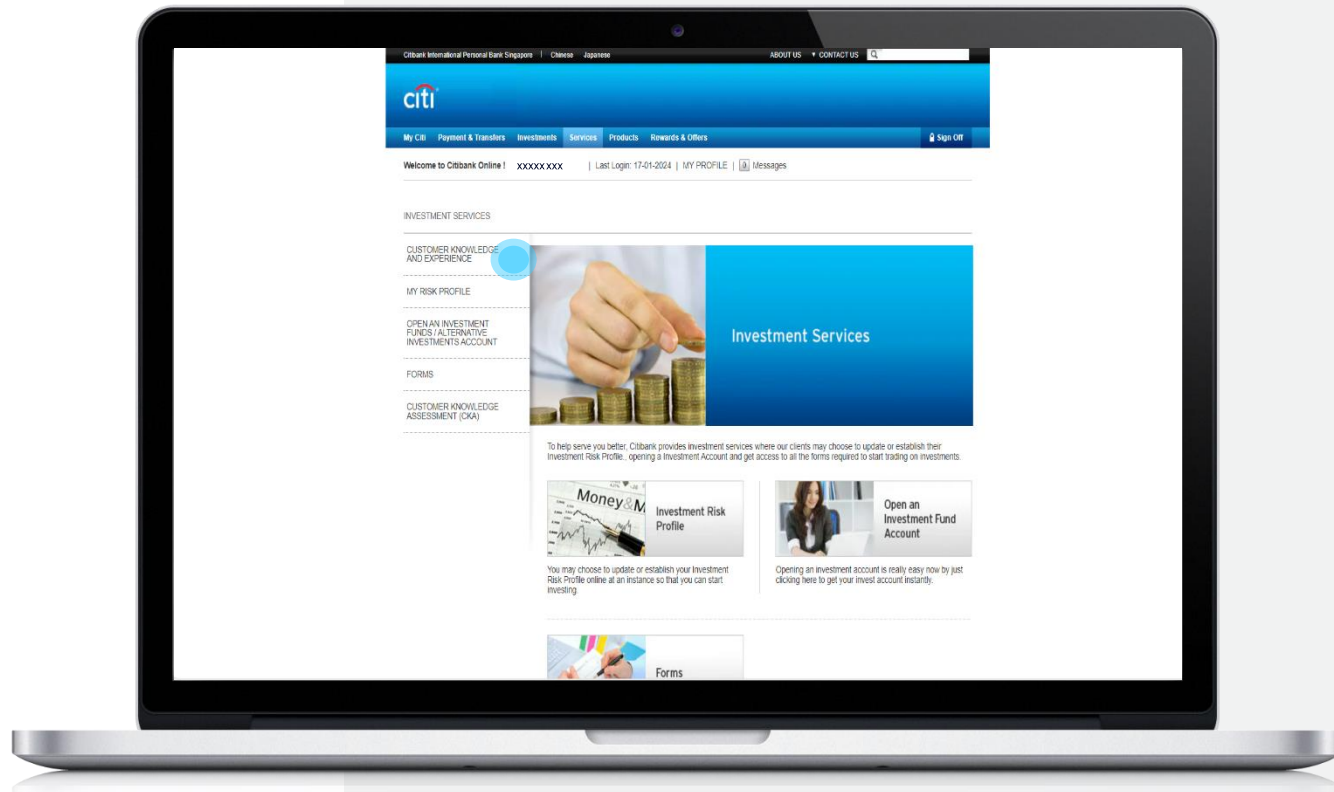 Citibank International Personal Bank Singapore | Chinese Japanese ABOUT US ▼ CONTACT US
citi
My Citi Payment & Transfers Investments Services Products Rewards & Offers Sign Off
Welcome to Citibank Online ! XXXXX XXX | Last Login: 17-01-2024 | MY PROFILE | 0 Messages
INVESTMENT SERVICES
CUSTOMER KNOWLEDGE
AND EXPERIENCE
MY RISK PROFILE
OPEN AN INVESTMENT
FUNDS / ALTERNATIVE
INVESTMENTS ACCOUNT
FORMS
CUSTOMER KNOWLEDGE
ASSESSMENT (CKA)
Investment Services
To help serve you better, Citibank provides investment services where our clients may choose to update or establish their
Investment Risk Profile., opening a Investment Account and get access to all the forms required to start trading on investments.
Money&M
Investment Risk
Profile
You may choose to update or establish your Investment
Risk Profile online at an instance so that you can start
investing.
Open an
Investment Fund
Account
Opening an investment account is really easy now by just
clicking here to get your invest account instantly.
Forms